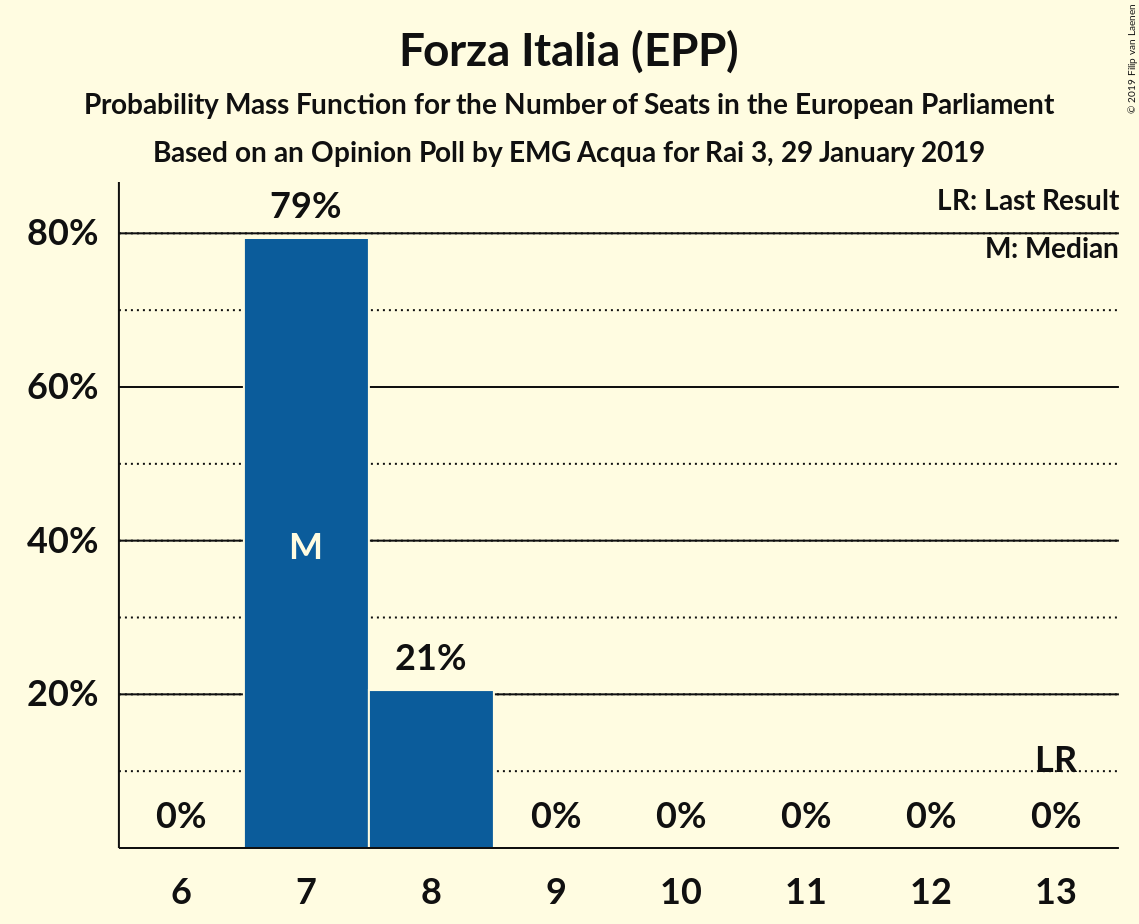 Forza Italia (EPP)
Probability Mass Function for the Number of Seats in the European Parliament
Based on an Opinion Poll by EMG Acqua for Rai 3, 29 January 2019
© 2019 Filip van Laenen
LR: Last Result
M: Median
80%
60%
40%
20%
79%
M
21%
LR
0% 0% 0% 0% 0% 0%
6 7 8 9 10 11 12 13